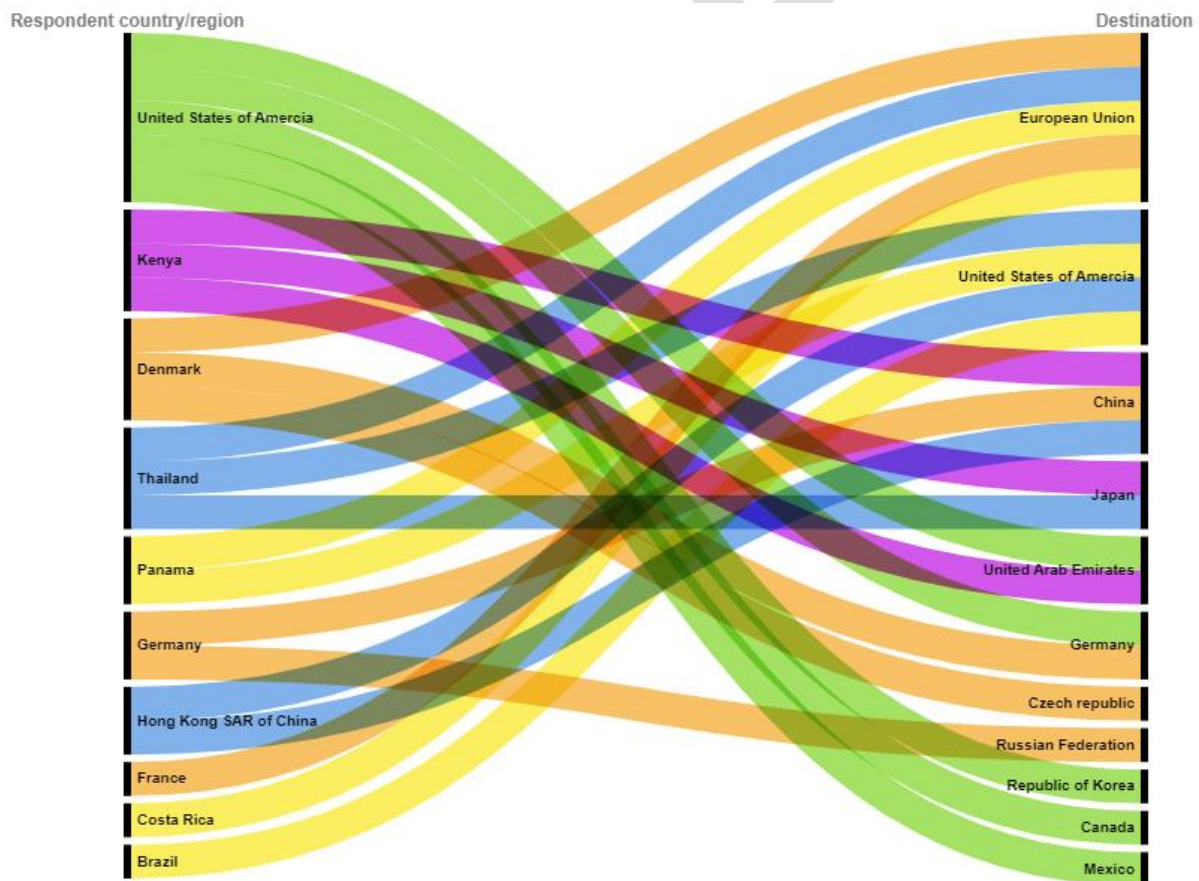 Respondent country/region
Destination
United States of Amercia
Kenya
Denmark
Thailand
Panama
Germany
Hong Kong SAR of China
France
Costa Rica
Brazil
European Union
United States of Amercia
China
Japan
United Arab Emirates
Germany
Czech republic
Russian Federation
Republic of Korea
Canada
Mexico